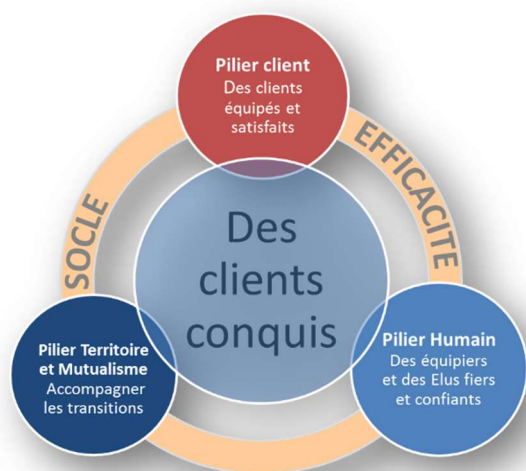 Pilier client
Des clients
équipés et
satisfaits
SOCLE
EFFICACITE
Des
clients
conquis
Pilier Territoire
et Mutualisme
Accompagner
les transitions
Pilier Humain
Des équipiers
et des Elus fiers
et confiants